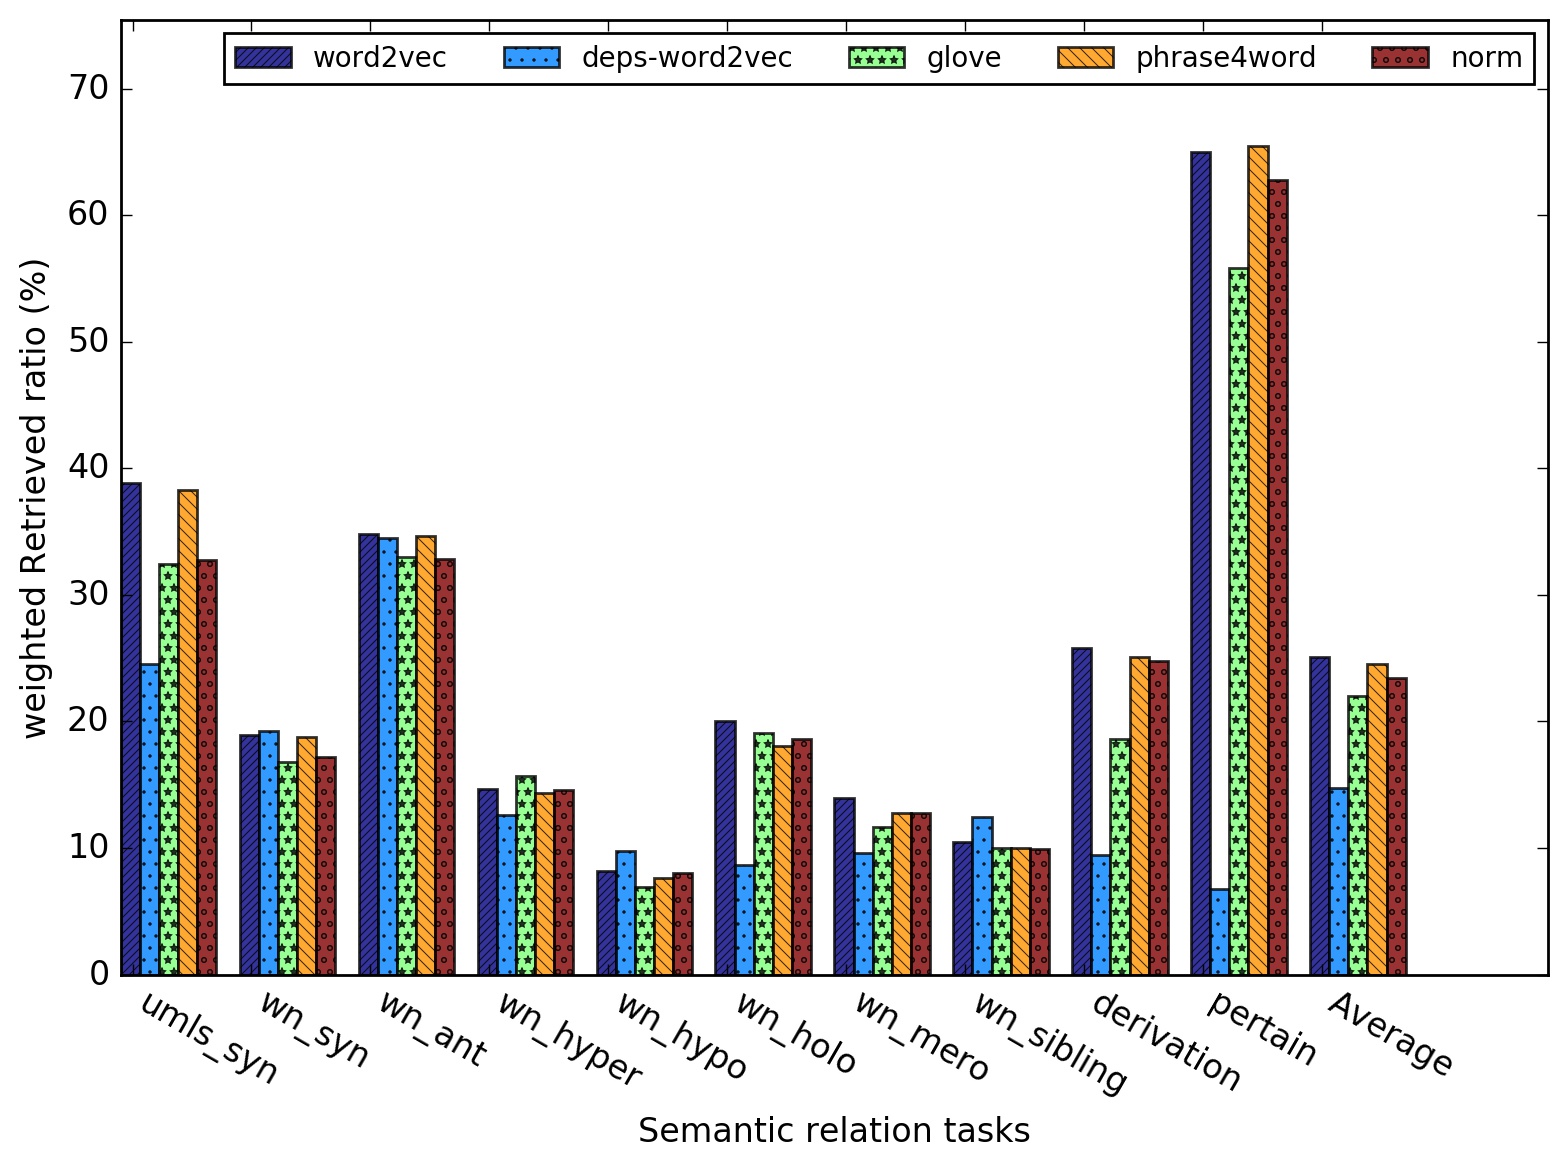 word2vec deps-word2vec glove phrase4word norm
weighted Retrieved ratio (%)
70
60
50
40
30
20
10
0
umls_syn wn_syn wn_ant wn_hyper wn_hypo wn_holo wn_mero wn_sibling derivation pertain Average
Semantic relation tasks